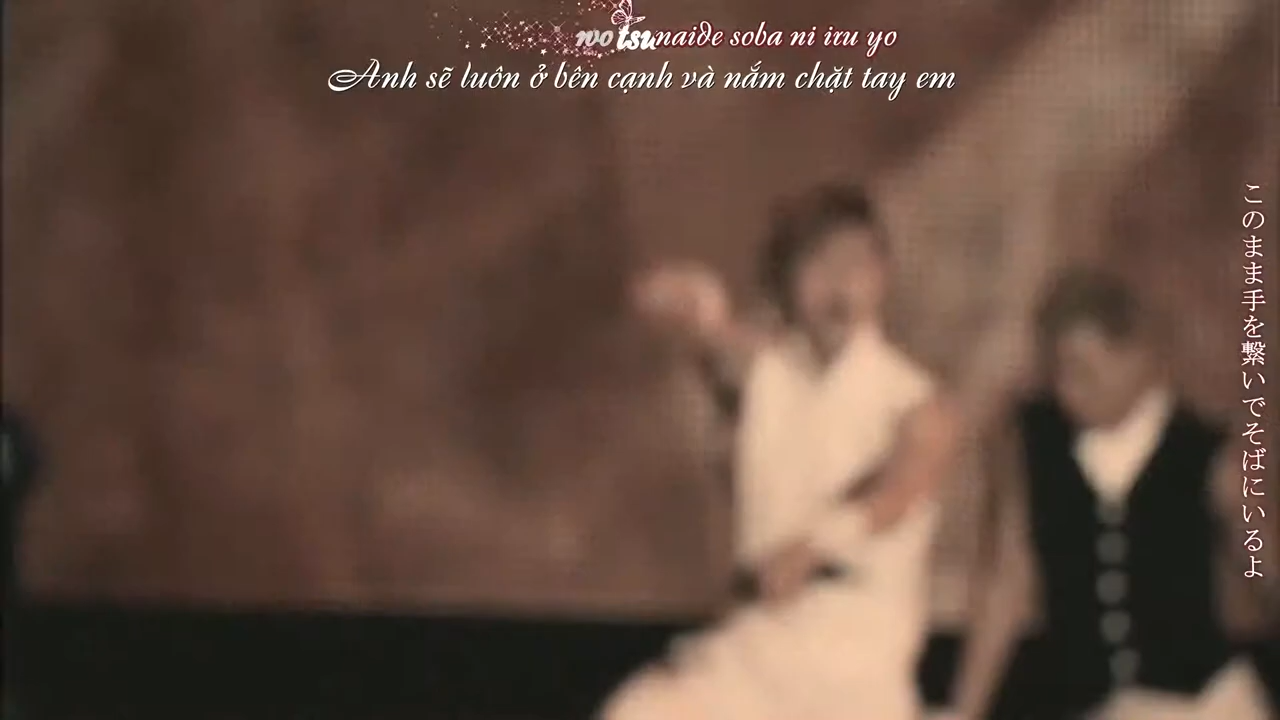 wo tsunaide soba ni iru yo
Anh sẽ luôn ở bên cạnh và nắm chặt tay em
このまま手を繋いでそばにいるよ